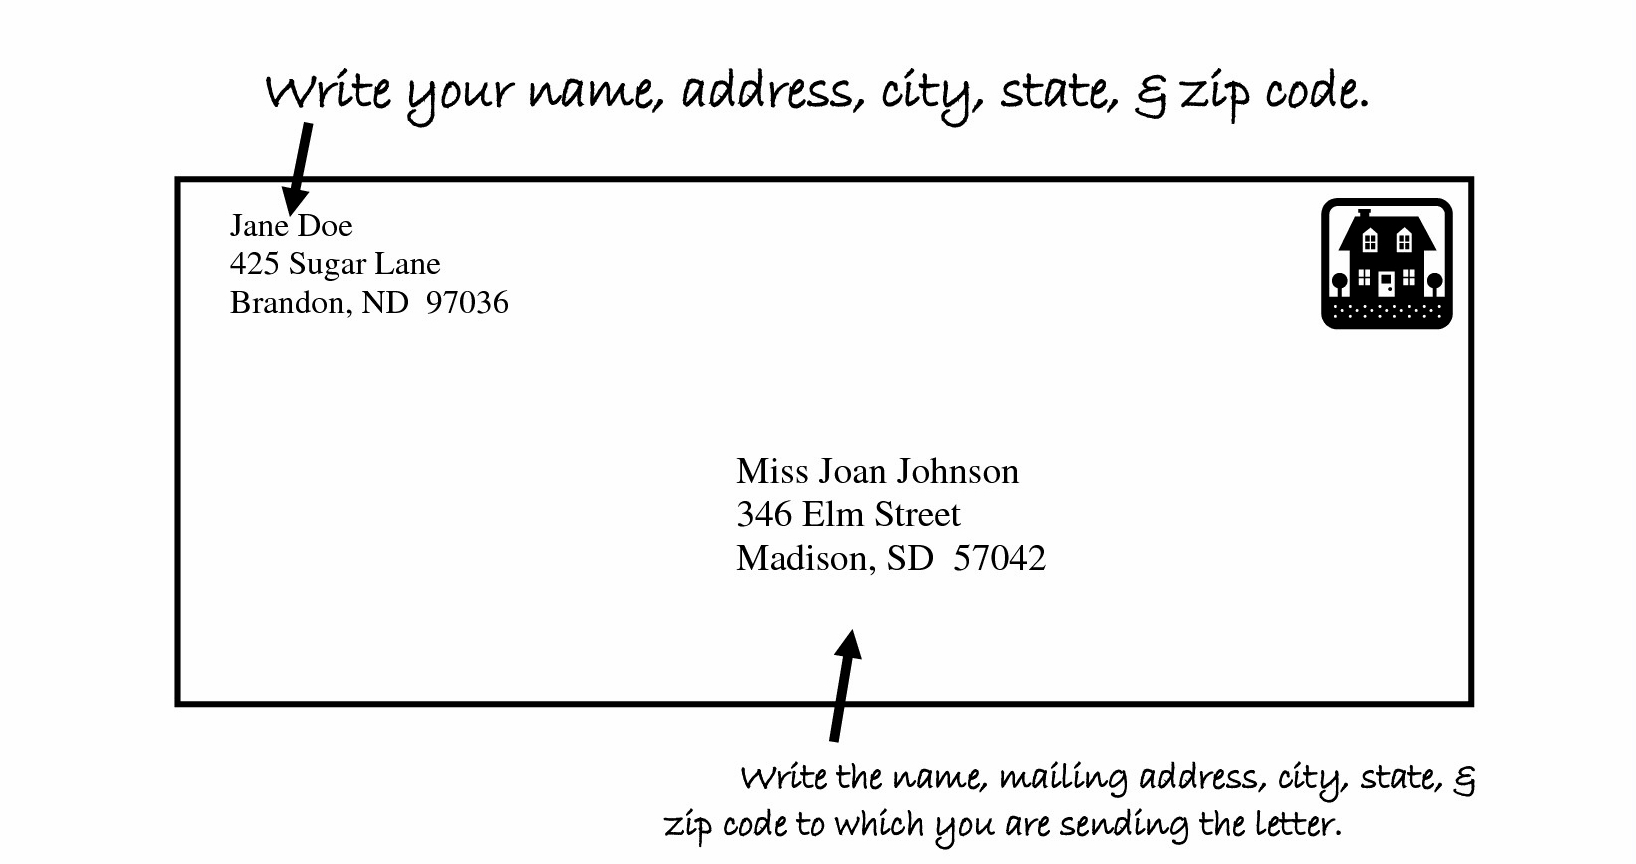 Write your name, address, city, state, & zip code.
Jane Doe
425 Sugar Lane
Brandon, ND  97036
Miss Joan Johnson
346 Elm Street
Madison, SD  57042
Write the name, mailing address, city, state, &
zip code to which you are sending the letter.